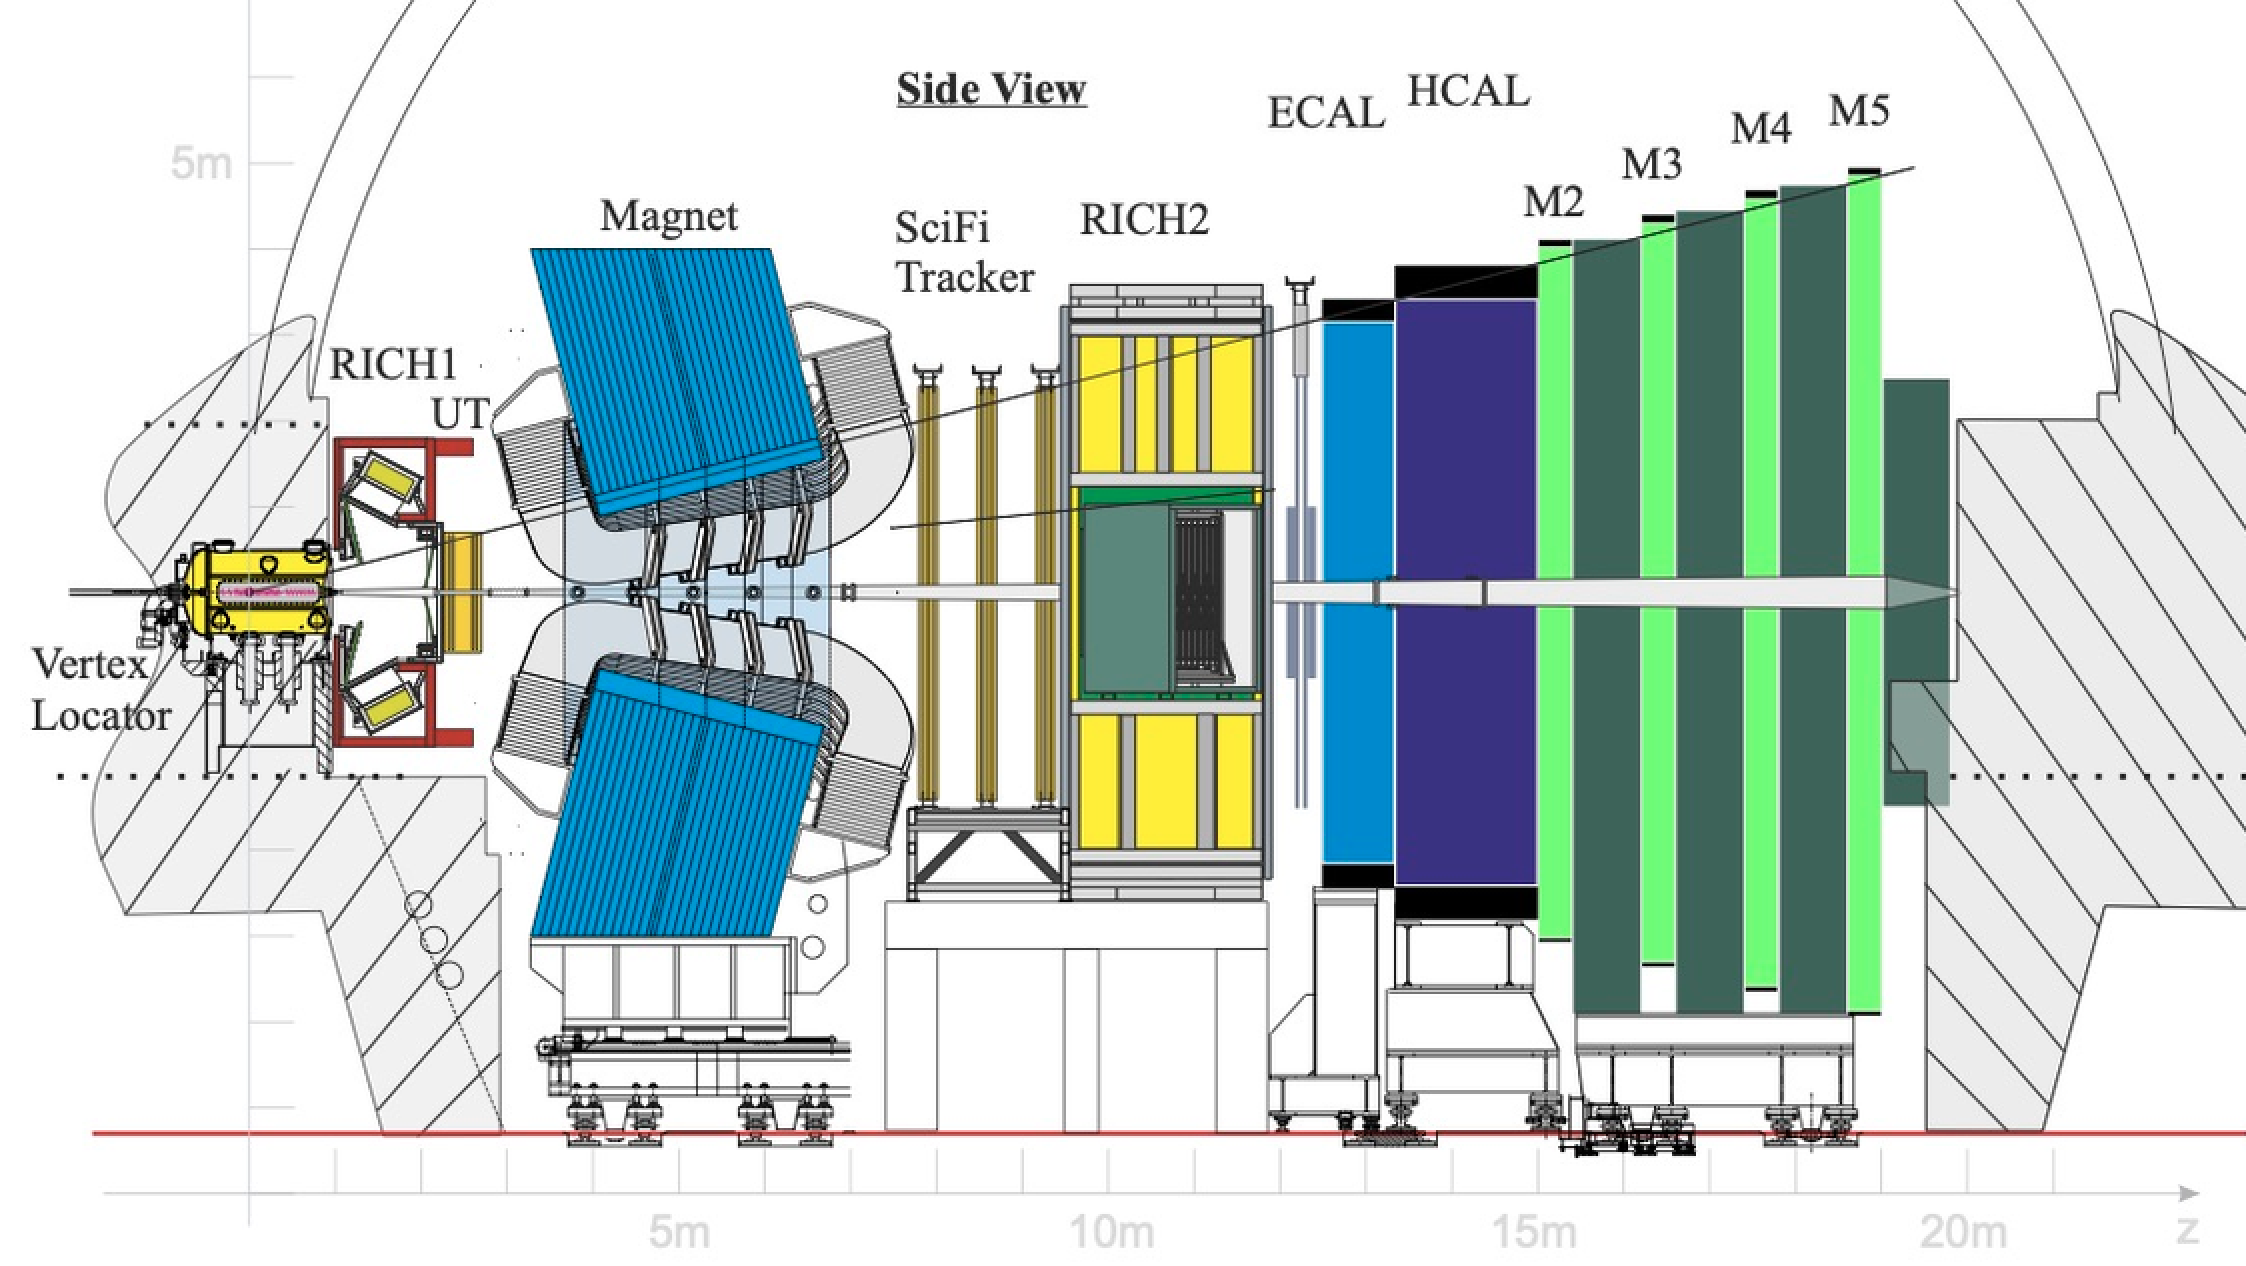 Side View
ECAL
HCAL
M5
M4
5m
M3
M2
Magnet
SciFi
Tracker
RICH2
RICH1
UT
Vertex
Locator
5m
10m
15m
20m
z